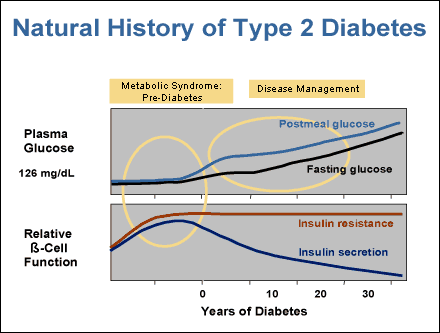 Natural History of Type 2 Diabetes
Metabolic Syndrome:
Pre-Diabetes
Disease Management
Plasma
Glucose
126 mg/dL
Postmeal glucose
Fasting glucose
Relative
ß-Cell
Function
Insulin resistance
Insulin secretion
0 10 20 30
Years of Diabetes